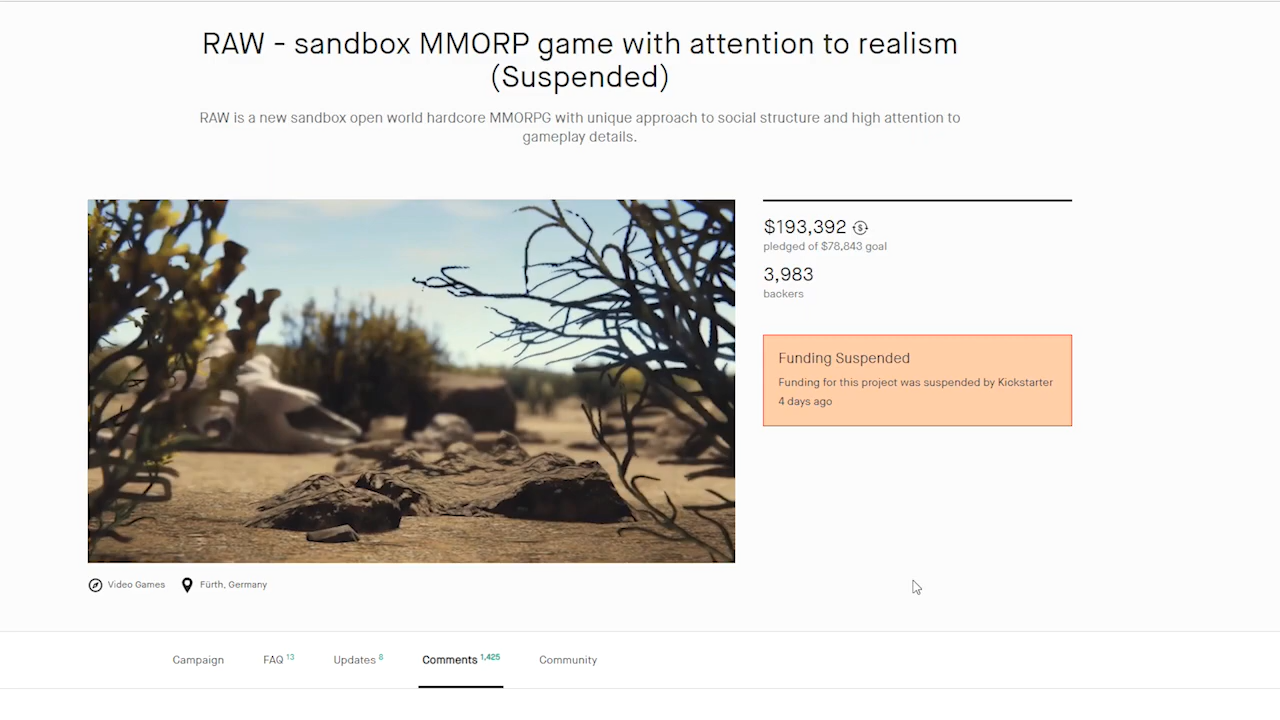 RAW - sandbox MMORP game with attention to realism
(Suspended)
RAW is a new sandbox open world hardcore MMORPG with unique approach to social structure and high attention to
gameplay details.
$193,392
pledged of $78,843 goal
3,983
backers
Funding Suspended
Funding for this project was suspended by Kickstarter
4 days ago
Video Games Fürth, Germany
Campaign FAQ 13 Updates 8 Comments 1,425 Community